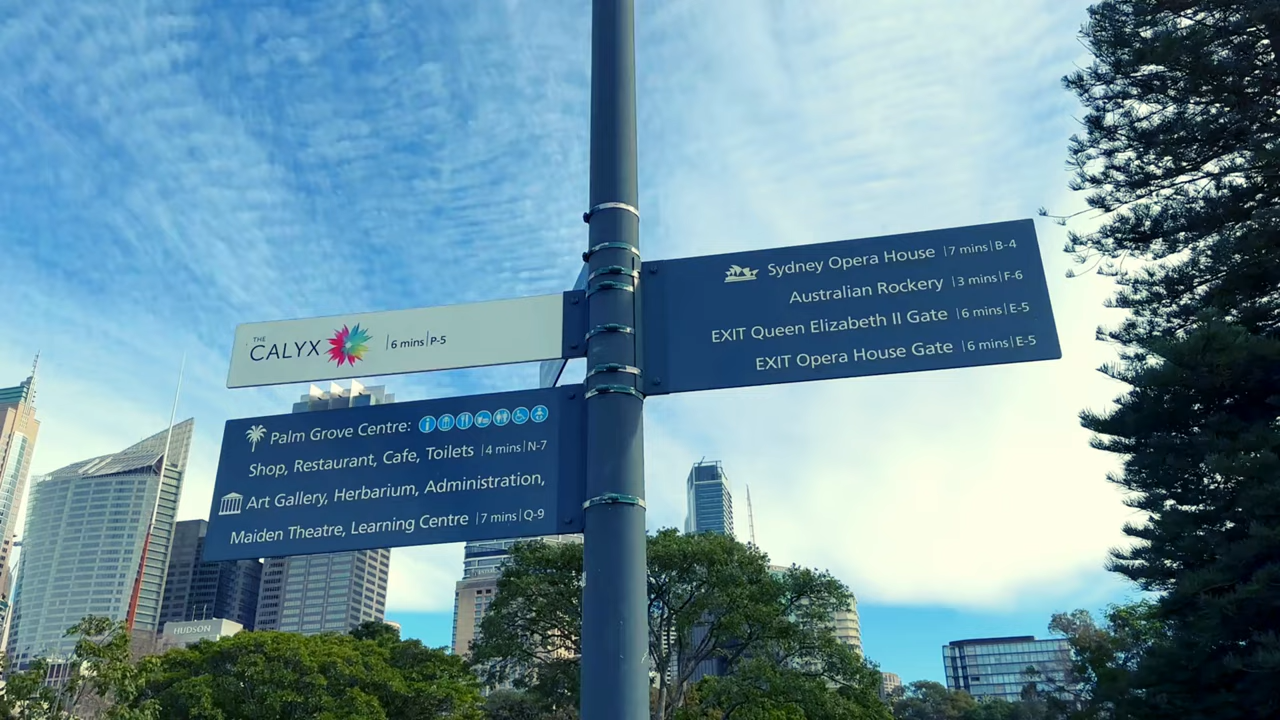 THE
CALYX | 6 mins | P-5
Palm Grove Centre:
Shop, Restaurant, Cafe, Toilets | 4 mins | N-7
Art Gallery, Herbarium, Administration,
Maiden Theatre, Learning Centre | 7 mins | Q-9
Sydney Opera House | 7 mins | B-4
Australian Rockery | 3 mins | F-6
EXIT Queen Elizabeth II Gate | 6 mins | E-5
EXIT Opera House Gate | 6 mins | E-5
HUDSON